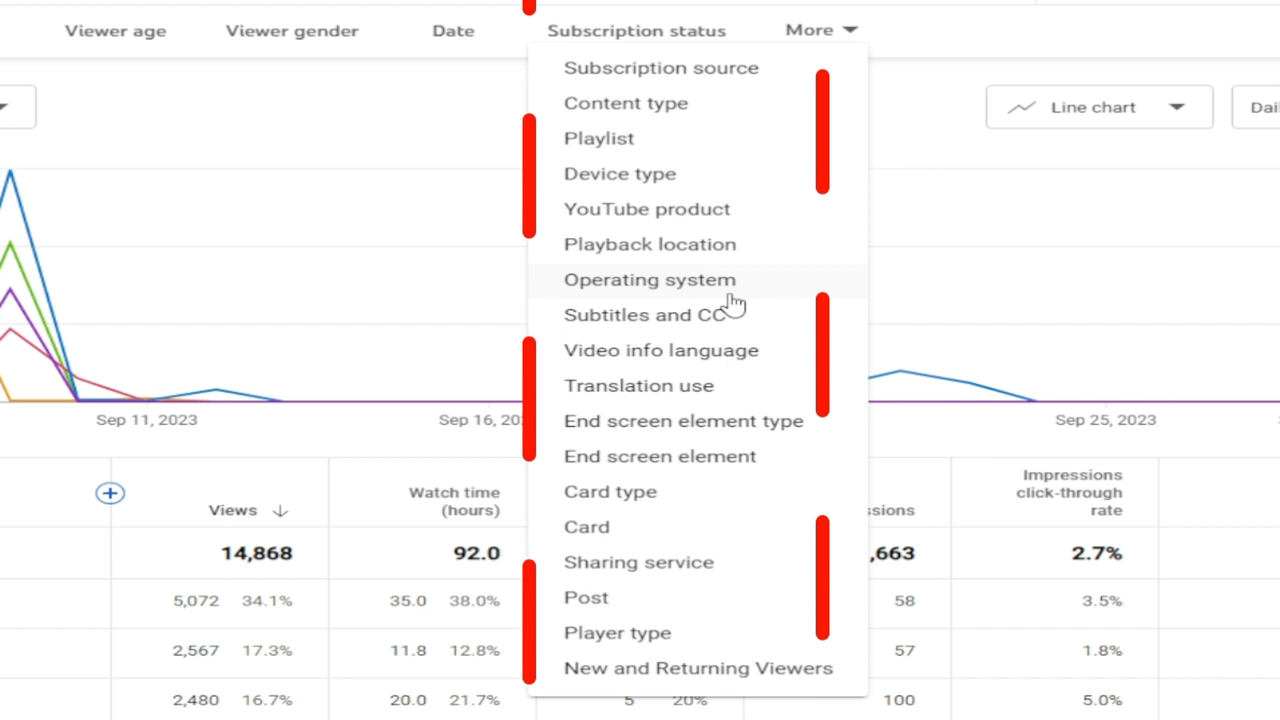 Viewer age Viewer gender Date Subscription status More
Subscription source
Content type
Line chart
Playlist
Device type
YouTube product
Playback location
Operating system
Subtitles and CC
Video info language
Translation use
Sep 11, 2023 Sep 16, Sep 25, 2023
End screen element type
End screen element
Card type
Card
Sharing service
Post
Player type
New and Returning Viewers
Views Watch time (hours) Impressions click-through rate
14,868 92.0 ,663 2.7%
5,072 34.1% 35.0 38.0% 58 3.5%
2,567 17.3% 11.8 12.8% 57 1.8%
2,480 16.7% 20.0 21.7% 5 20% 100 5.0%